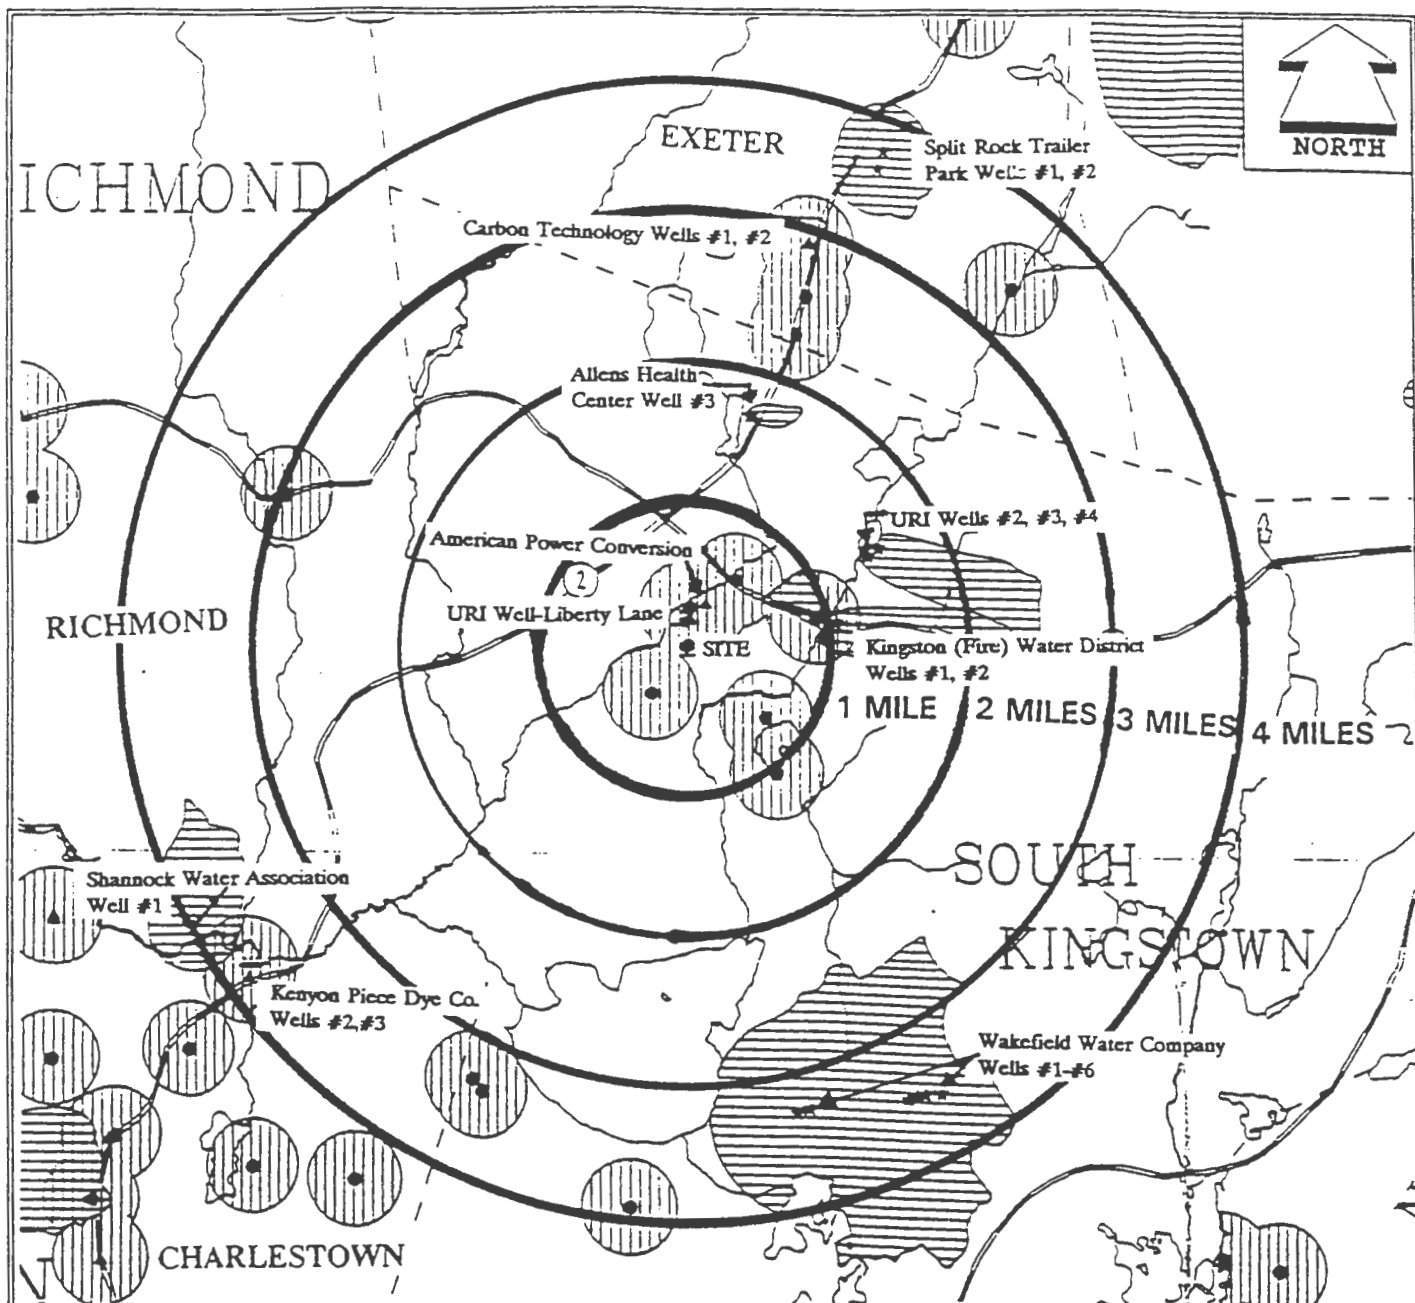 NORTH
EXETER
Split Rock Trailer
Park Wells #1, #2
ICHMOND
Carbon Technology Wells #1, #2
Allens Health
Center Well #3
URI Wells #2, #3, #4
American Power Conversion
2
URI Well-Liberty Lane
RICHMOND
SITE
Kingston (Fire) Water District
Wells #1, #2
1 MILE
2 MILES
3 MILES
4 MILES
SOUTH
KINGSTOWN
Shannock Water Association
Well #1
Kenyon Piece Dye Co.
Wells #2,#3
Wakefield Water Company
Wells #1-#6
CHARLESTOWN
N